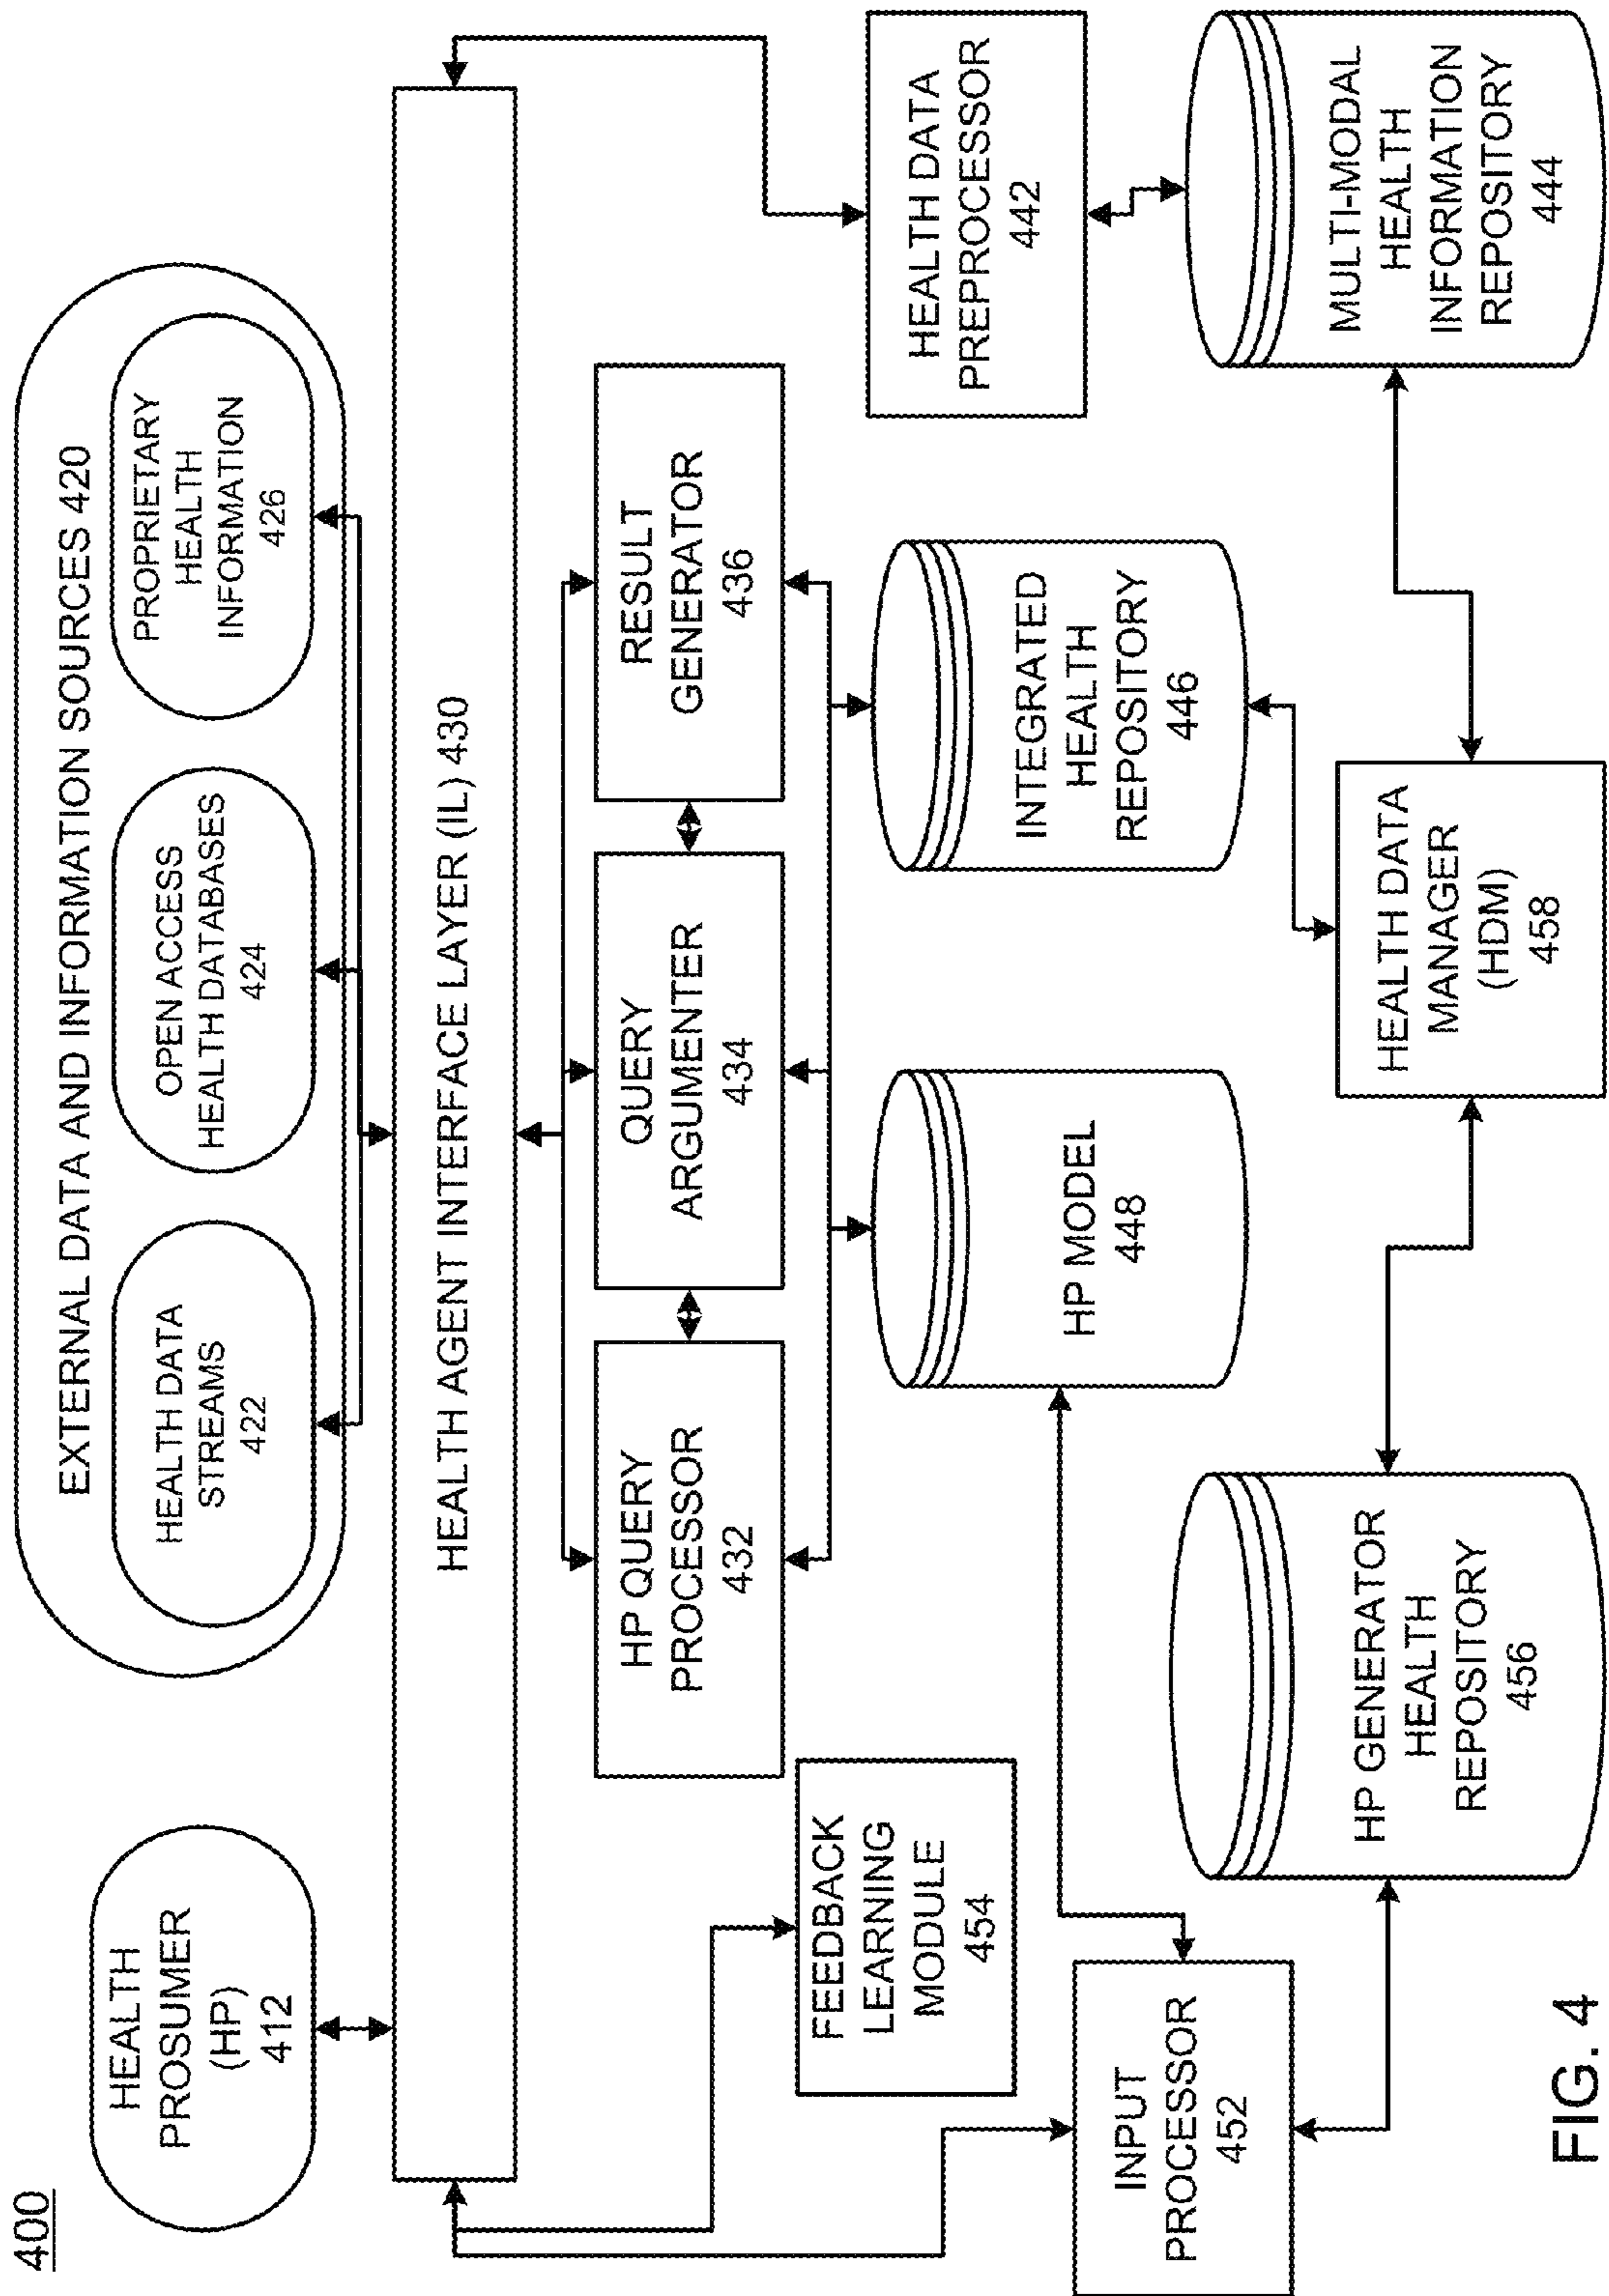 400
HEALTH
PROSUMER
(HP)
412
EXTERNAL DATA AND INFORMATION SOURCES 420
HEALTH DATA
STREAMS
422
OPEN ACCESS
HEALTH DATABASES
424
PROPRIETARY
HEALTH
INFORMATION
426
HEALTH AGENT INTERFACE LAYER (IL) 430
HP QUERY
PROCESSOR
432
QUERY
ARGUMENTER
434
RESULT
GENERATOR
436
FEEDBACK
LEARNING
MODULE
454
HEALTH DATA
PREPROCESSOR
442
HP MODEL
448
INTEGRATED
HEALTH
REPOSITORY
446
INPUT
PROCESSOR
452
HP GENERATOR
HEALTH
REPOSITORY
456
HEALTH DATA
MANAGER
(HDM)
458
MULTI-MODAL
HEALTH
INFORMATION
REPOSITORY
444
FIG. 4